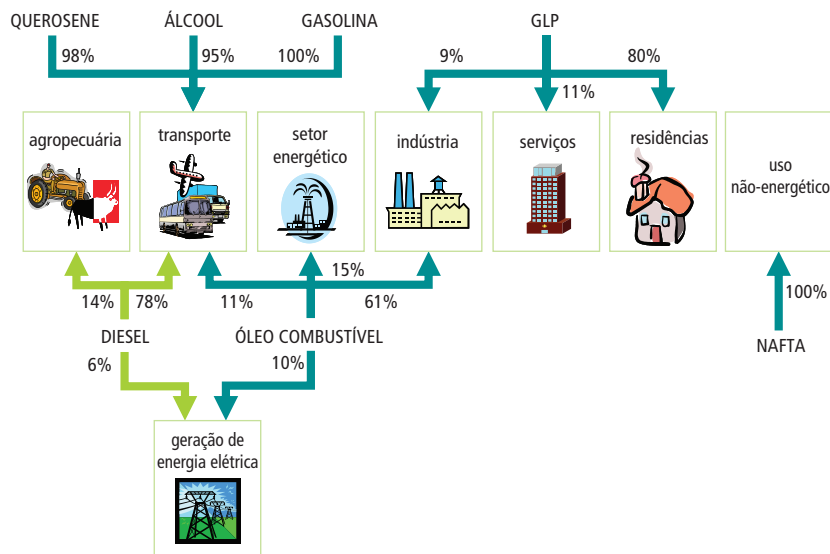 QUEROSENE ÁLCOOL GASOLINA GLP
98% 95% 100% 9% 80%
11%
agropecuária transporte setor energético indústria serviços residências uso não-energético
15%
14% 78% 11% 61% 100%
DIESEL ÓLEO COMBUSTÍVEL NAFTA
6% 10%
geração de
energia elétrica